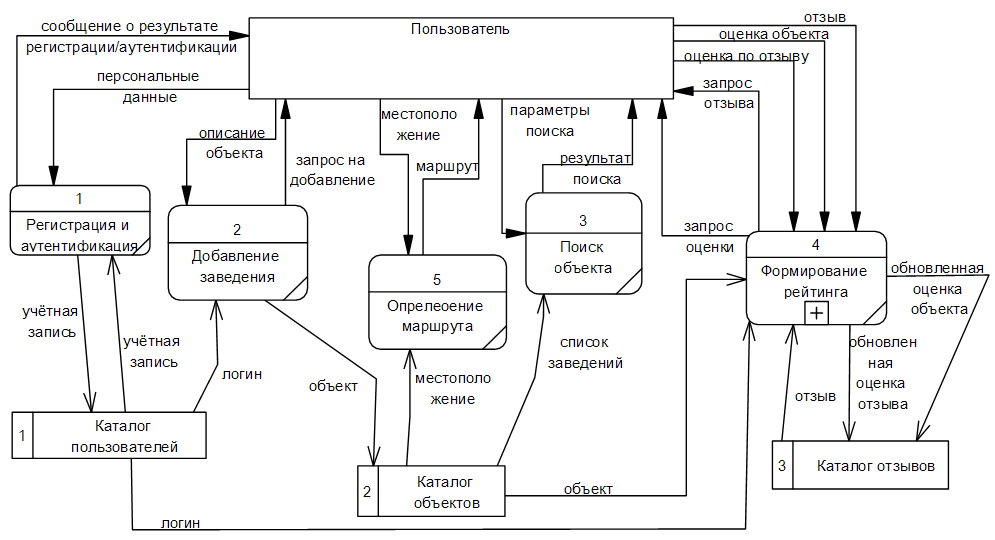 сообщение о результате
регистрации/аутентификации
Пользователь
отзыв
оценка объекта
оценка по отзыву
запрос
отзыва
персональные
данные
описание
объекта
запрос на
добавление
местополо
жение
маршрут
параметры
поиска
результат
поиска
запрос
оценки
1
Регистрация и
аутентификация
2
Добавление
заведения
5
Опрелеоение
маршрута
3
Поиск
объекта
4
Формирование
рейтинга
обновленная
оценка
объекта
учётная
запись
учётная
запись
логин
объект
местополо
жение
список
заведений
отзыв
обновлен
ная
оценка
отзыва
1
Каталог
пользователей
2
Каталог
объектов
объект
3
Каталог отзывов
логин